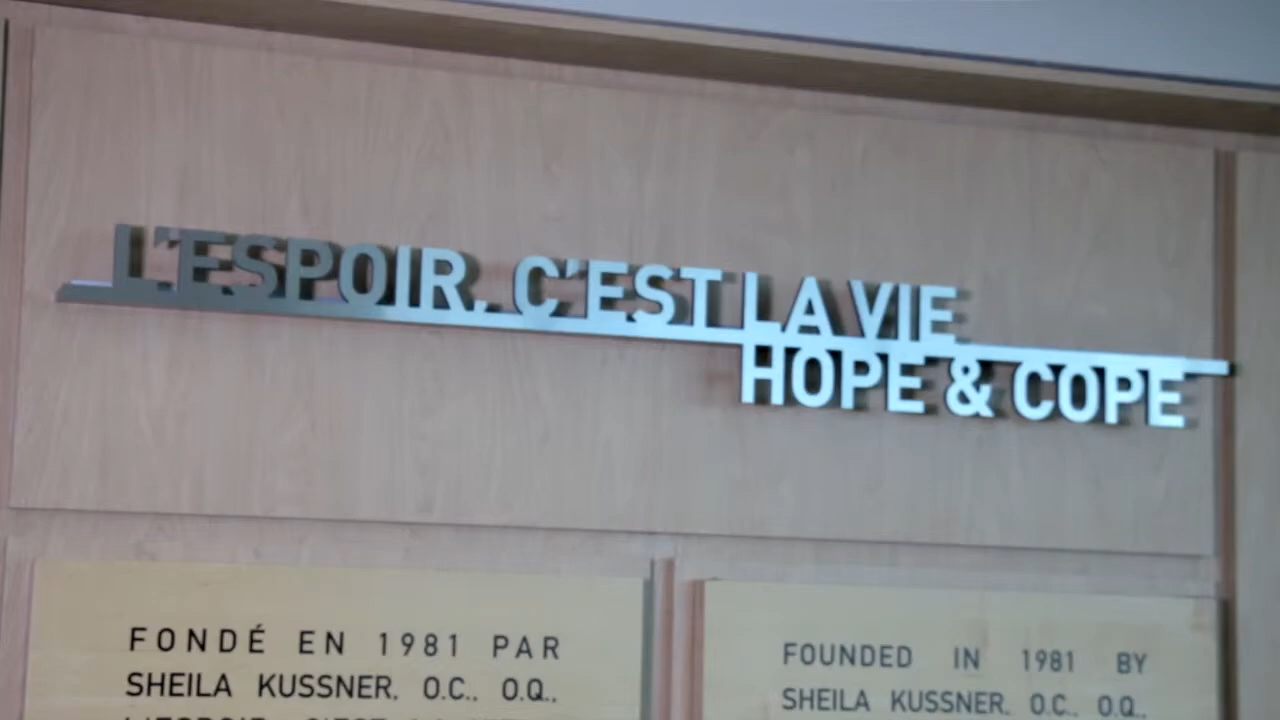 L'ESPOIR, C'EST LA VIE
HOPE & COPE
FONDÉ EN 1981 PAR
SHEILA KUSSNER, O.C., O.Q.,
FOUNDED IN 1981 BY
SHEILA KUSSNER, O.C., O.Q.,